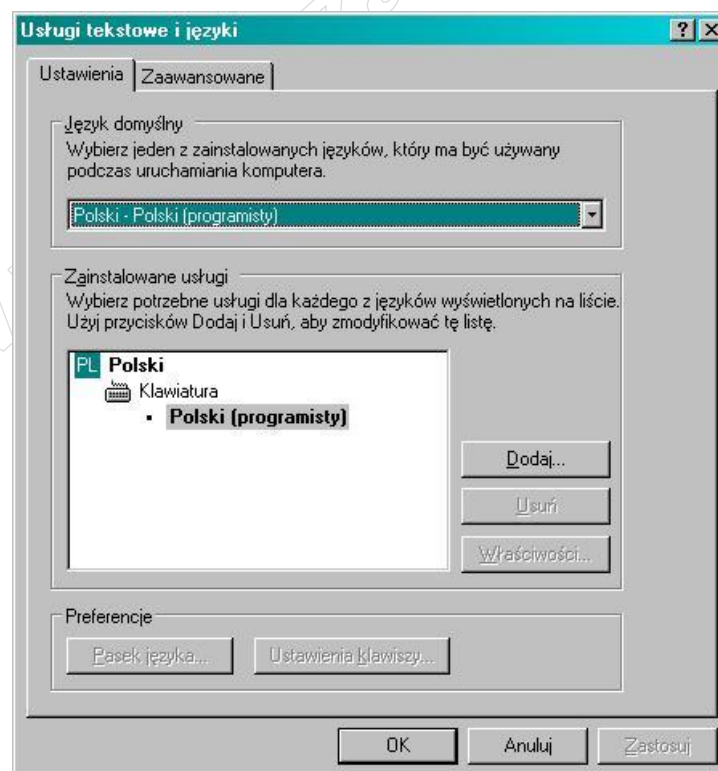 Usługi tekstowe i języki
Ustawienia Zaawansowane
Język domyślny
Wybierz jeden z zainstalowanych języków, który ma być używany
podczas uruchamiania komputera.
Polski - Polski (programisty)
Zainstalowane usługi
Wybierz potrzebne usługi dla każdego z języków wyświetlonych na liście.
Użyj przycisków Dodaj i Usuń, aby zmodyfikować tę listę.
PL Polski
Klawiatura
Polski (programisty)
Dodaj...
Usuń
Właściwości...
Preferencje
Pasek języka... Ustawienia klawiszy...
OK Anuluj Zastosuj